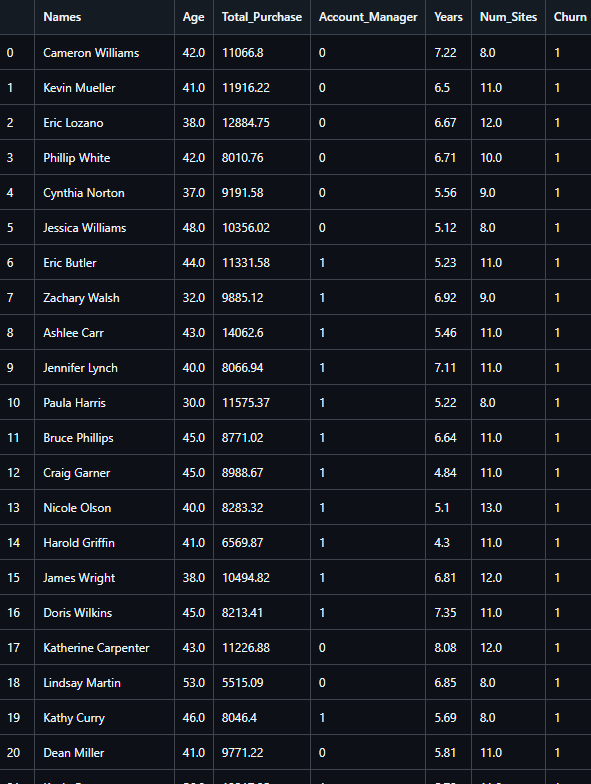 Names Age Total_Purchase Account_Manager Years Num_Sites Churn
0 Cameron Williams 42.0 11066.8 0 7.22 8.0 1
1 Kevin Mueller 41.0 11916.22 0 6.5 11.0 1
2 Eric Lozano 38.0 12884.75 0 6.67 12.0 1
3 Phillip White 42.0 8010.76 0 6.71 10.0 1
4 Cynthia Norton 37.0 9191.58 0 5.56 9.0 1
5 Jessica Williams 48.0 10356.02 0 5.12 8.0 1
6 Eric Butler 44.0 11331.58 1 5.23 11.0 1
7 Zachary Walsh 32.0 9885.12 1 6.92 9.0 1
8 Ashlee Carr 43.0 14062.6 1 5.46 11.0 1
9 Jennifer Lynch 40.0 8066.94 1 7.11 11.0 1
10 Paula Harris 30.0 11575.37 1 5.22 8.0 1
11 Bruce Phillips 45.0 8771.02 1 6.64 11.0 1
12 Craig Garner 45.0 8988.67 1 4.84 11.0 1
13 Nicole Olson 40.0 8283.32 1 5.1 13.0 1
14 Harold Griffin 41.0 6569.87 1 4.3 11.0 1
15 James Wright 38.0 10494.82 1 6.81 12.0 1
16 Doris Wilkins 45.0 8213.41 1 7.35 11.0 1
17 Katherine Carpenter 43.0 11226.88 0 8.08 12.0 1
18 Lindsay Martin 53.0 5515.09 0 6.85 8.0 1
19 Kathy Curry 46.0 8046.4 1 5.69 8.0 1
20 Dean Miller 41.0 9771.22 0 5.81 11.0 1